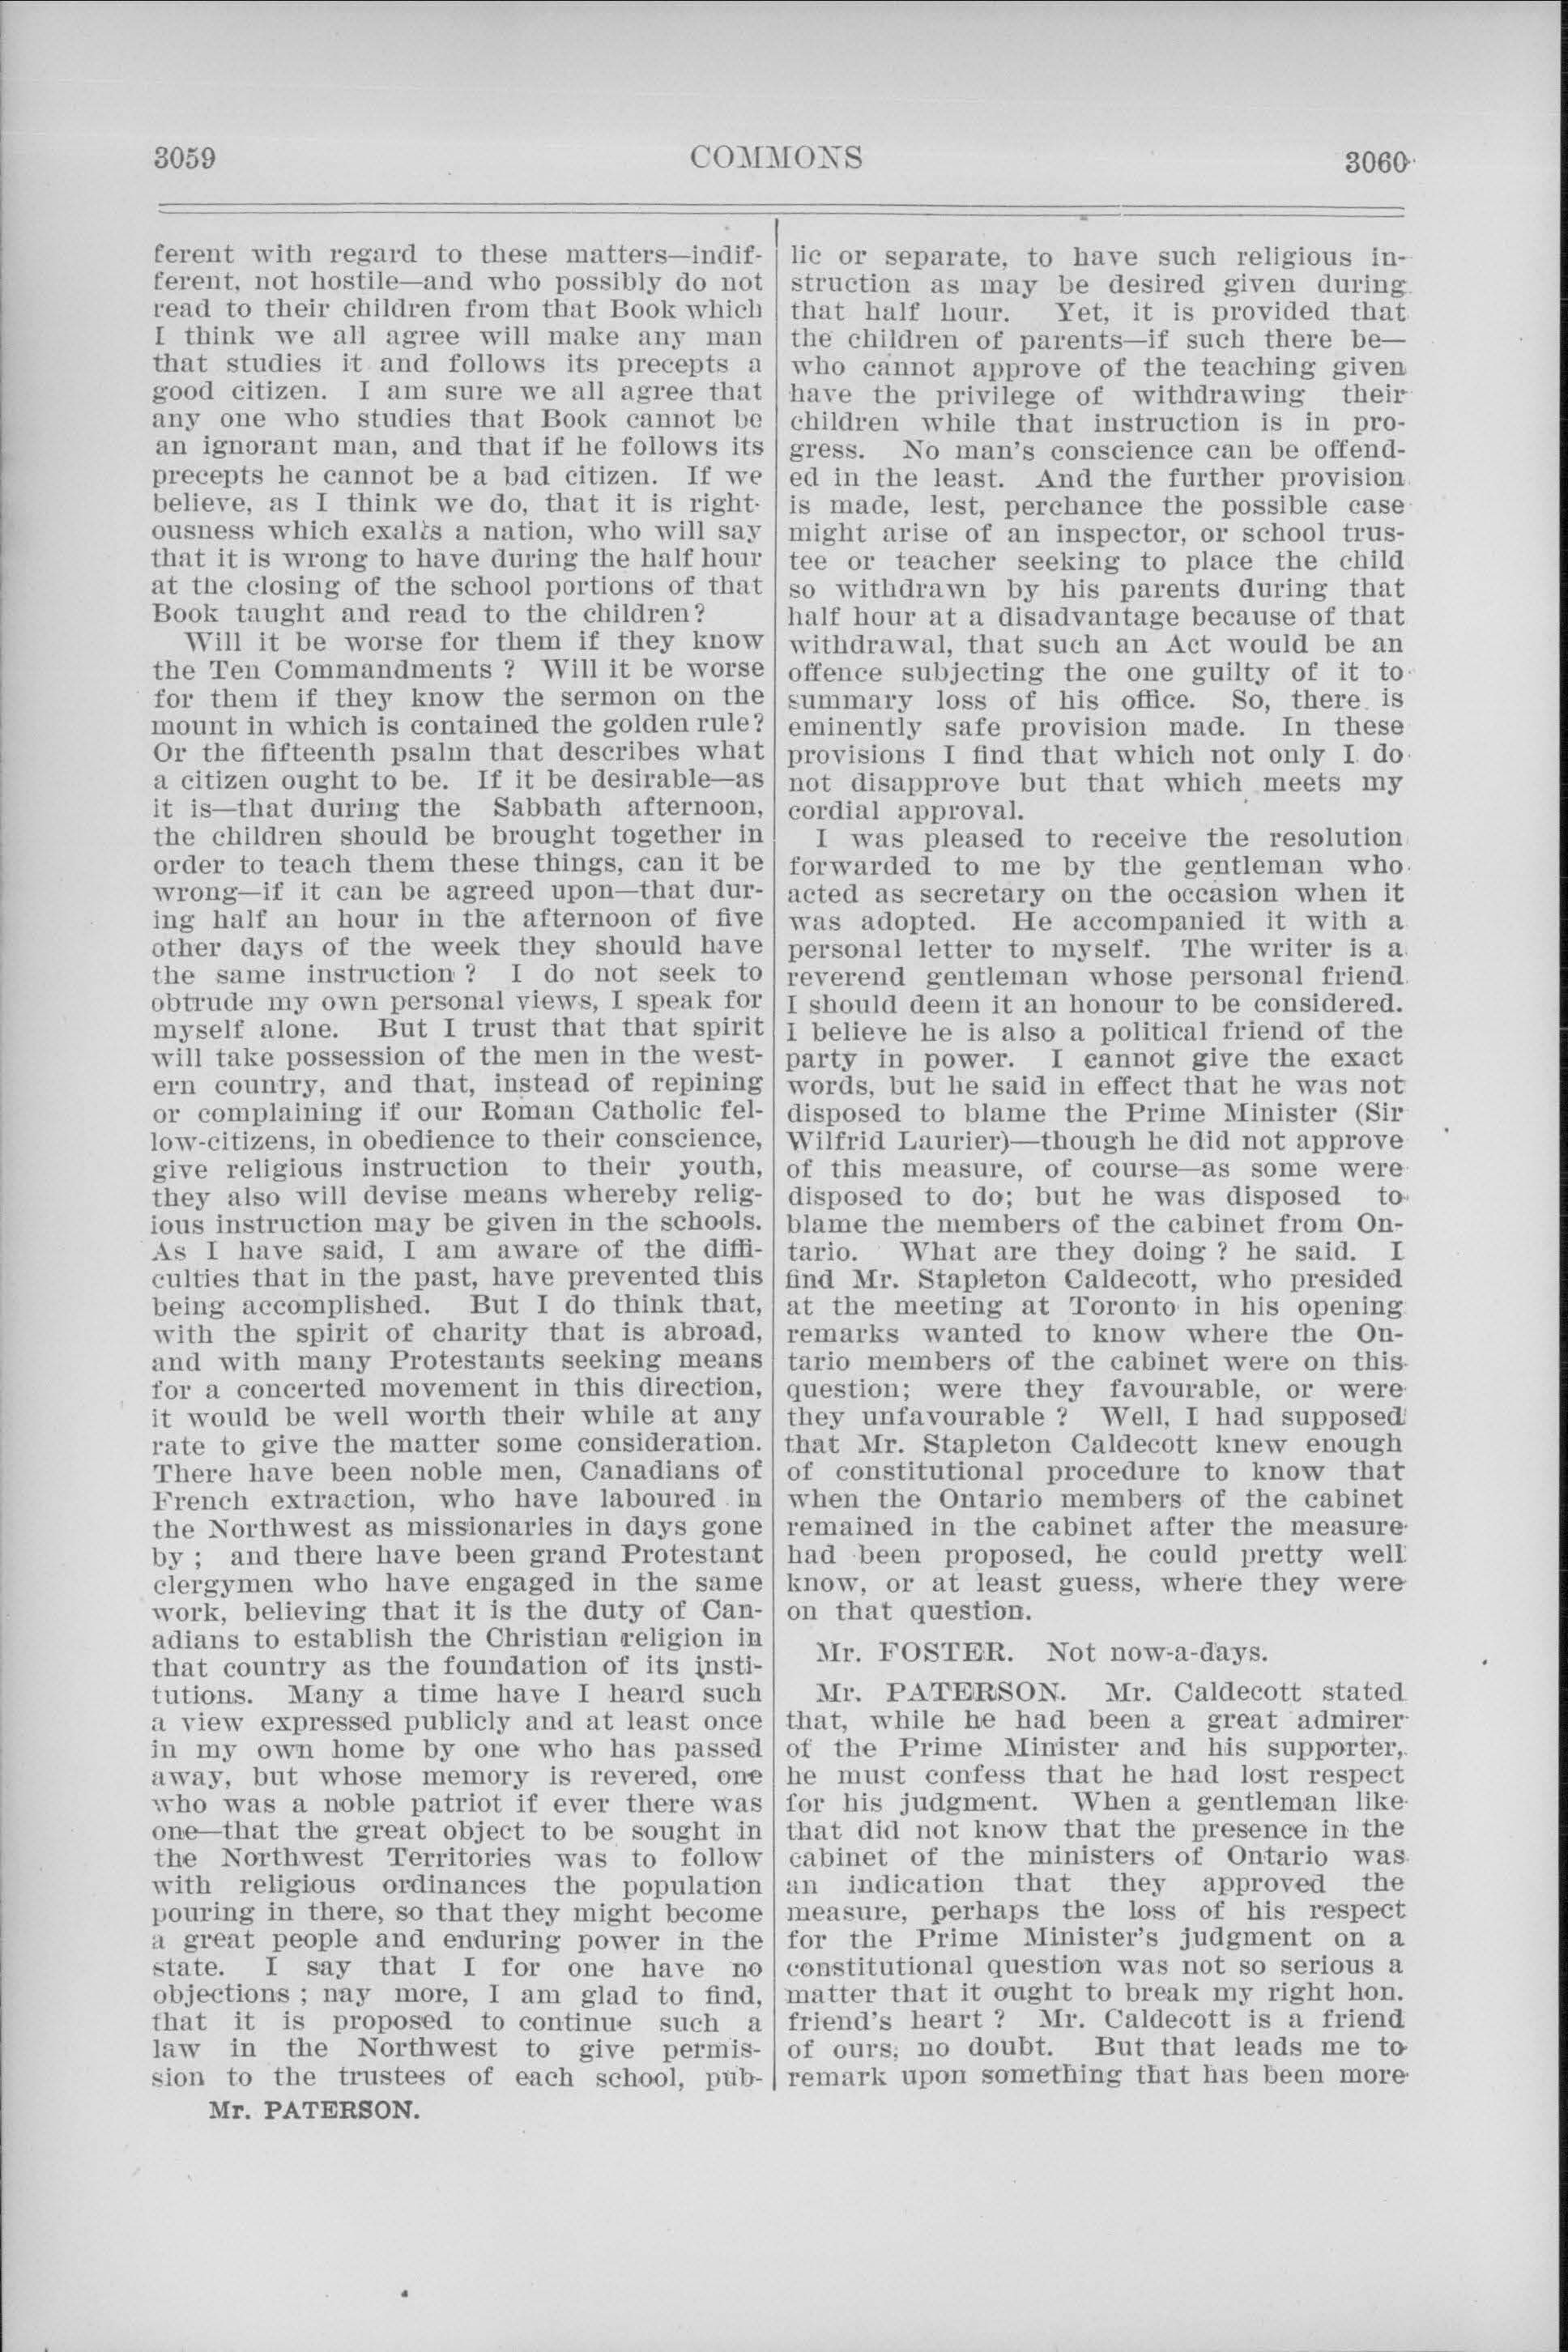 3059
COMMONS
3060
ferent with regard to these matters—indif-
ferent, not hostile—and who possibly do not
read to their children from that Book which
I think we all agree will make any man
that studies it and follows its precepts a
good citizen. I am sure we all agree that
any one who studies that Book cannot be
an ignorant man, and that if he follows its
precepts he cannot be a bad citizen. If we
believe, as I think we do, that it is right-
ousness which exalts a nation, who will say
that it is wrong to have during the half hour
at the closing of the school portions of that
Book taught and read to the children?
Will it be worse for them if they know
the Ten Commandments ? Will it be worse
for them if they know the sermon on the
mount in which is contained the golden rule?
Or the fifteenth psalm that describes what
a citizen ought to be. If it be desirable—as
it is—that during the Sabbath afternoon,
the children should be brought together in
order to teach them these things, can it be
wrong—if it can be agreed upon—that dur-
ing half an hour in the afternoon of five
other days of the week they should have
the same instruction ? I do not seek to
obtrude my own personal views, I speak for
myself alone. But I trust that that spirit
will take possession of the men in the west-
ern country, and that, instead of repining
or complaining if our Roman Catholic fel-
low-citizens, in obedience to their conscience,
give religious instruction to their youth,
they also will devise means whereby relig-
ious instruction may be given in the schools.
As I have said, I am aware of the diffi-
culties that in the past, have prevented this
being accomplished. But I do think that,
with the spirit of charity that is abroad,
and with many Protestants seeking means
for a concerted movement in this direction,
it would be well worth their while at any
rate to give the matter some consideration.
There have been noble men, Canadians of
French extraction, who have laboured in
the Northwest as missionaries in days gone
by ; and there have been grand Protestant
clergymen who have engaged in the same
work, believing that it is the duty of Can-
adians to establish the Christian religion in
that country as the foundation of its insti-
tutions. Many a time have I heard such
a view expressed publicly and at least once
in my own home by one who has passed
away, but whose memory is revered, one
who was a noble patriot if ever there was
one—that the great object to be sought in
the Northwest Territories was to follow
with religious ordinances the population
pouring in there, so that they might become
a great people and enduring power in the
state. I say that I for one have no
objections ; nay more, I am glad to find,
that it is proposed to continue such a
law in the Northwest to give permis-
sion to the trustees of each school, pub-
Mr. PATERSON.
lic or separate, to have such religious in-
struction as may be desired given during
that half hour. Yet, it is provided that
the children of parents—if such there be—
who cannot approve of the teaching given
have the privilege of withdrawing their
children while that instruction is in pro-
gress. No man's conscience can be offend-
ed in the least. And the further provision
is made, lest, perchance the possible case
might arise of an inspector, or school trus-
tee or teacher seeking to place the child
so withdrawn by his parents during that
half hour at a disadvantage because of that
withdrawal, that such an Act would be an
offence subjecting the one guilty of it to
summary loss of his office. So, there is
eminently safe provision made. In these
provisions I find that which not only I do
not disapprove but that which meets my
cordial approval.
I was pleased to receive the resolution
forwarded to me by the gentleman who
acted as secretary on the occasion when it
was adopted. He accompanied it with a
personal letter to myself. The writer is a
reverend gentleman whose personal friend
I should deem it an honour to be considered.
I believe he is also a political friend of the
party in power. I cannot give the exact
words, but he said in effect that he was not
disposed to blame the Prime Minister (Sir
Wilfrid Laurier)—though he did not approve
of this measure, of course—as some were
disposed to do; but he was disposed to
blame the members of the cabinet from On-
tario. What are they doing ? he said. I
find Mr. Stapleton Caldecott, who presided
at the meeting at Toronto in his opening
remarks wanted to know where the On-
tario members of the cabinet were on this
question; were they favourable, or were
they unfavourable ? Well, I had supposed
that Mr. Stapleton Caldecott knew enough
of constitutional procedure to know that
when the Ontario members of the cabinet
remained in the cabinet after the measure
had been proposed, he could pretty well
know, or at least guess, where they were
on that question.
Mr. FOSTER. Not now-a-days.
Mr. PATERSON. Mr. Caldecott stated
that, while he had been a great admirer
of the Prime Minister and his supporter,
he must confess that he had lost respect
for his judgment. When a gentleman like
that did not know that the presence in the
cabinet of the ministers of Ontario was
an indication that they approved the
measure, perhaps the loss of his respect
for the Prime Minister's judgment on a
constitutional question was not so serious a
matter that it ought to break my right hon.
friend's heart ? Mr. Caldecott is a friend
of ours, no doubt. But that leads me to
remark upon something that has been more